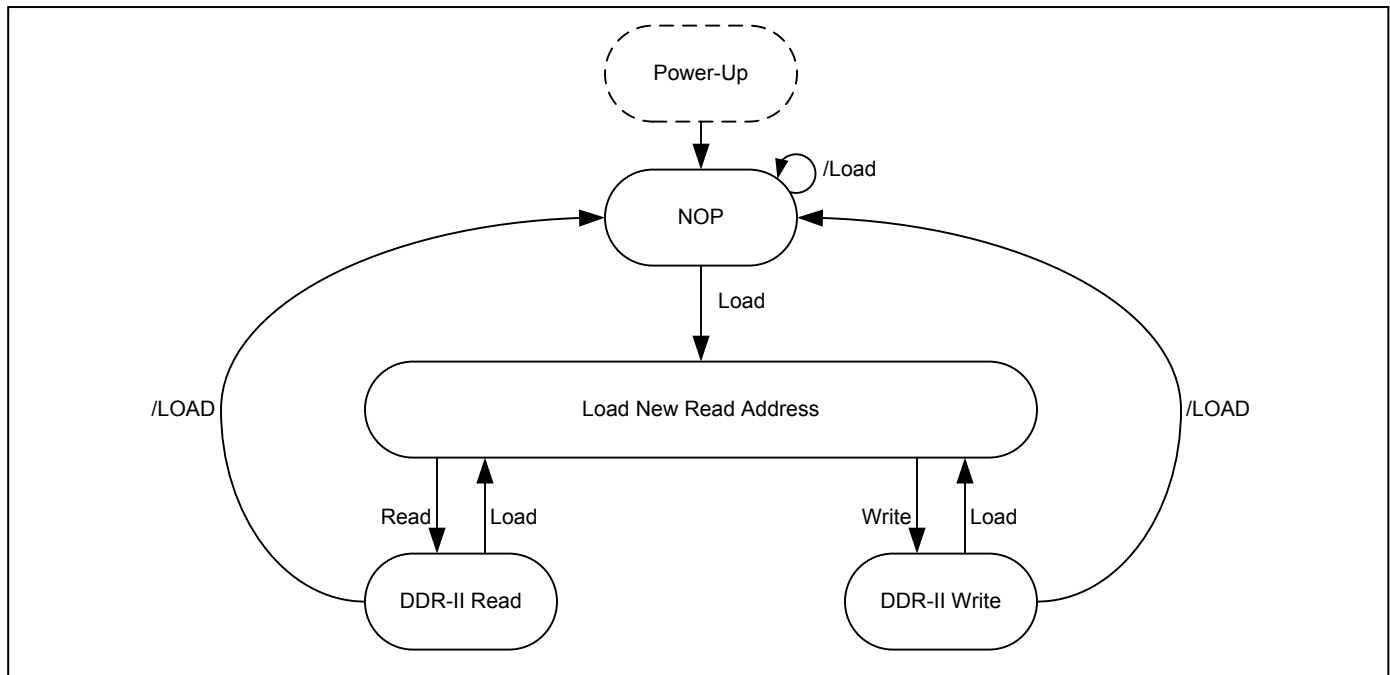 Power-Up
/Load
NOP
Load
Load New Read Address
/LOAD
/LOAD
Read
Load
Write
Load
DDR-II Read
DDR-II Write